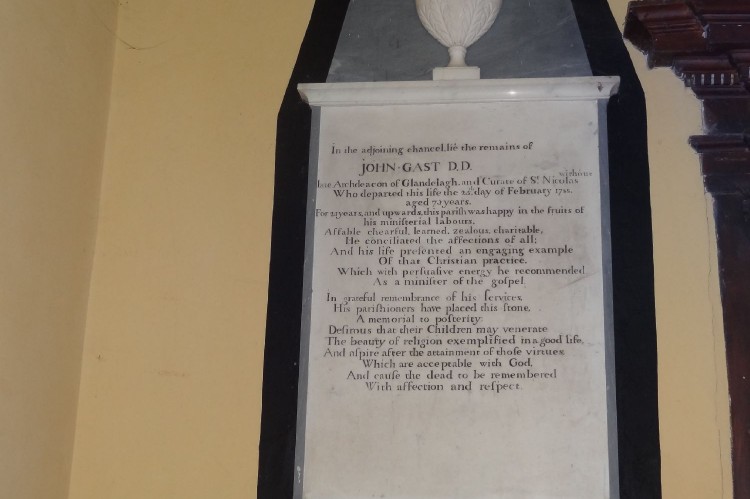 In the adjoining chancel, lie the remains of
JOHN·GAST D.D.
late Archdeacon of Glandelagh, and Curate of St. Nicolas
withins
Who departed this life the 2d. day of February
aged years.
For 21 years, and upwards, this pariſh was happy in the fruits of
his miniſterial labours.
Affable chearful, learned, zealous, charitable,
He conciliated the affections of all;
And his life preſented an engaging example
Of that Chriſtian practice.
Which with perſuaſive energy he recommended
As a miniſter of the goſpel
In grateful remembrance of his ſervices,
His pariſhioners have placed this ſtone,
A memorial to poſterity:
Deſirous that their Children may venerate
The beauty of religion exemplified in a good life,
And aſpire after the attainment of thoſe virtues
Which are acceptable with God,
And cauſe the dead to be remembered
With affection and reſpect.